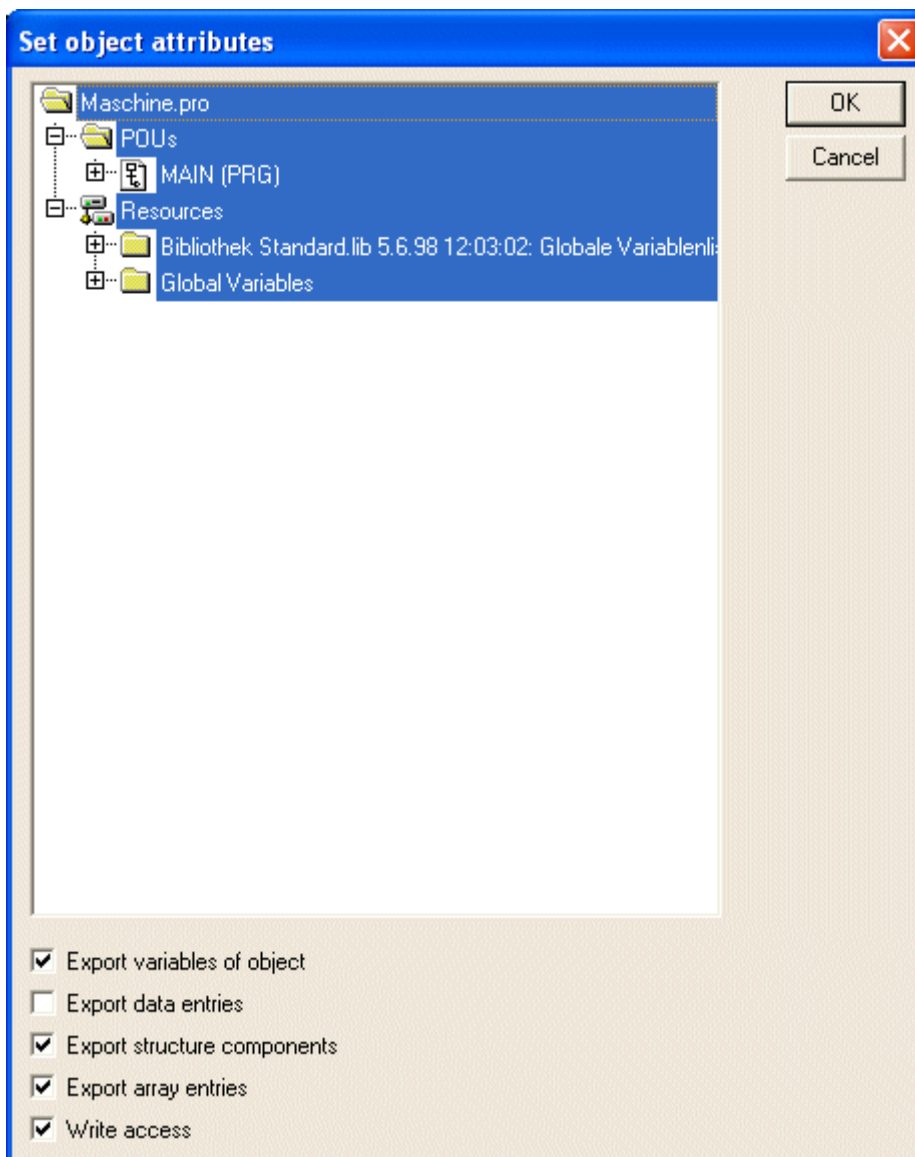 Set object attributes
Maschine.pro
OK
POUs
Cancel
MAIN (PRG)
Resources
Bibliothek Standard.lib 5.6.98 12:03:02: Globale Variablenli
Global Variables
Export variables of object
Export data entries
Export structure components
Export array entries
Write access